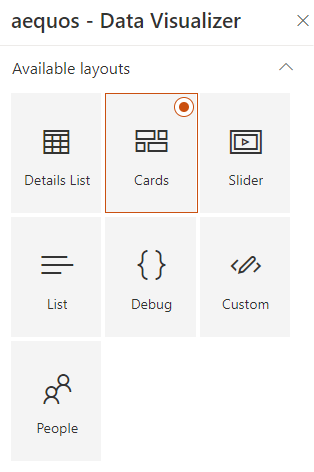 aequos - Data Visualizer
Available layouts
Details List
Cards
Slider
List
Debug
Custom
People